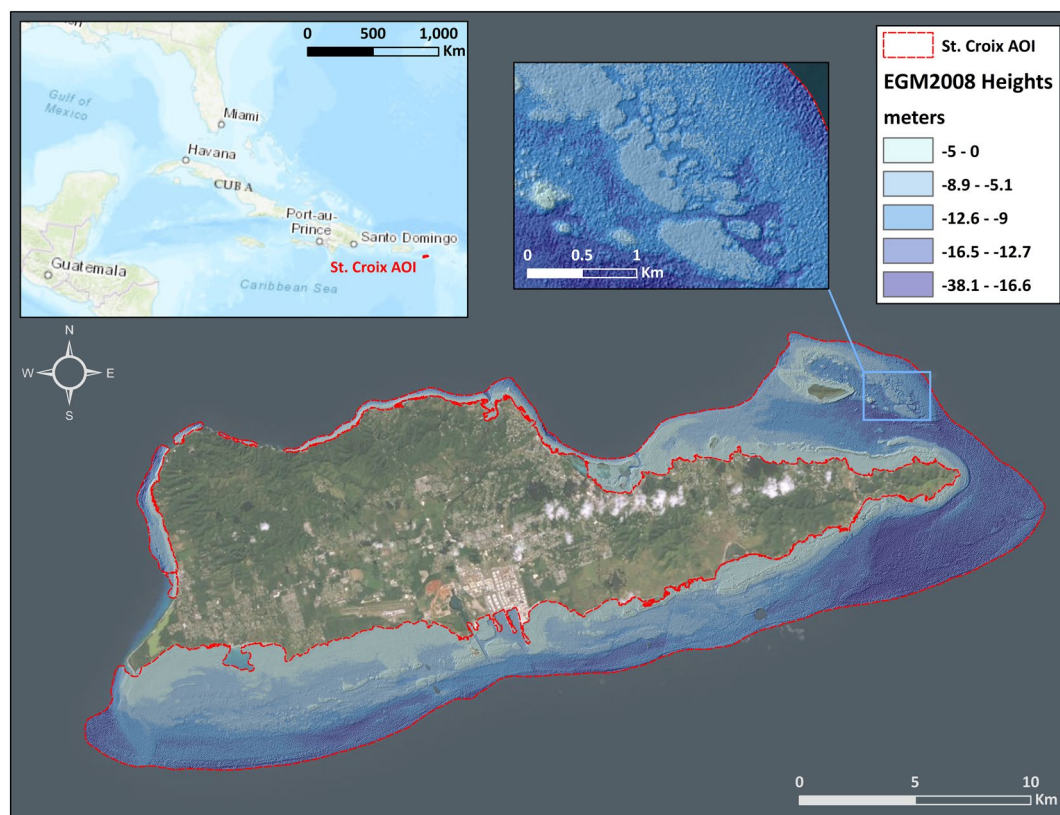 0 500 1,000
Km
Gulf of
Mexico
Miami
Havana
CUBA
Port-au-
Prince
Santo Domingo
St. Croix AOI
Guatemala
Caribbean Sea
0 0.5 1
Km
St. Croix AOI
EGM2008 Heights
meters
-5 - 0
-8.9 - -5.1
-12.6 - -9
-16.5 - -12.7
-38.1 - -16.6
N
W E
S
0 5 10
Km